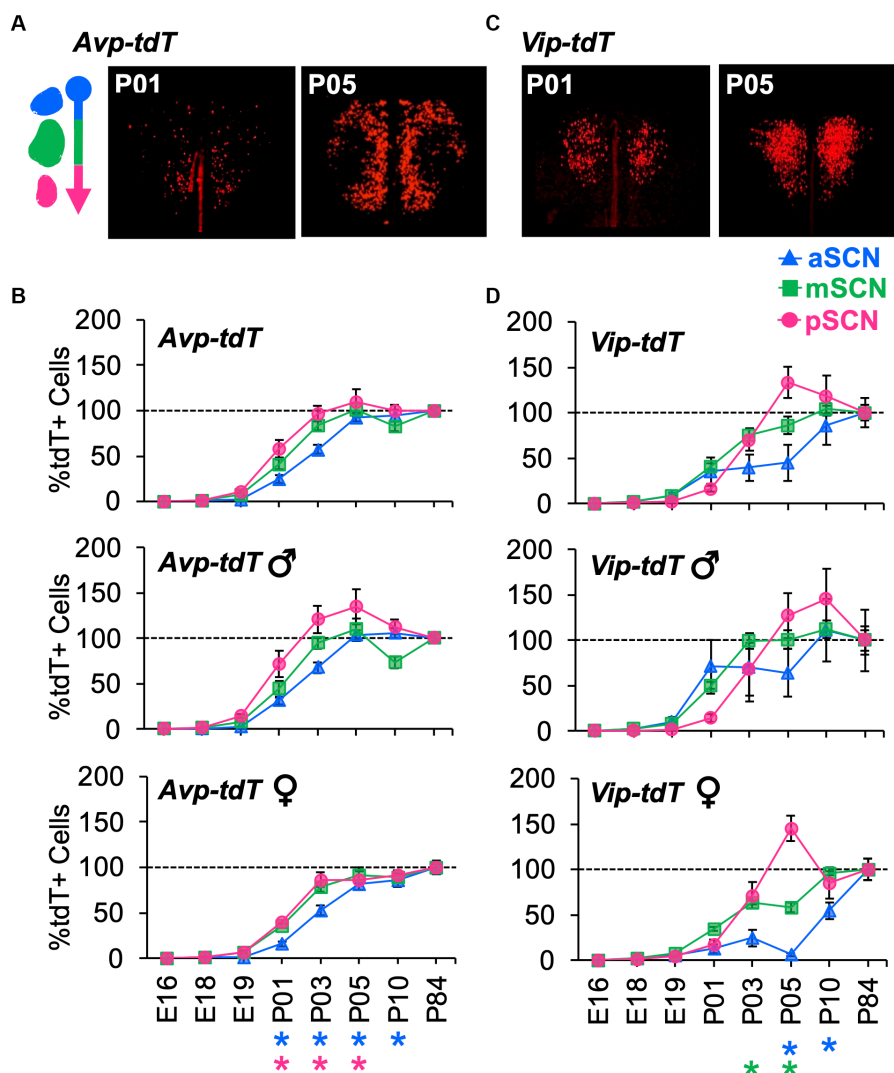 A
Avp-tdT
P01
P05
C
Vip-tdT
P01
P05
aSCN
mSCN
pSCN
B
%tdT+ Cells
200
150
100
50
0
Avp-tdT
%tdT+ Cells
200
150
100
50
0
Avp-tdT ♂
%tdT+ Cells
200
150
100
50
0
Avp-tdT ♀
E16
E18
E19
P01
P03
P05
P10
P84
* * * *
* * *
D
200
150
100
50
0
Vip-tdT
200
150
100
50
0
Vip-tdT ♂
200
150
100
50
0
Vip-tdT ♀
E16
E18
E19
P01
P03
P05
P10
P84
* *
* *